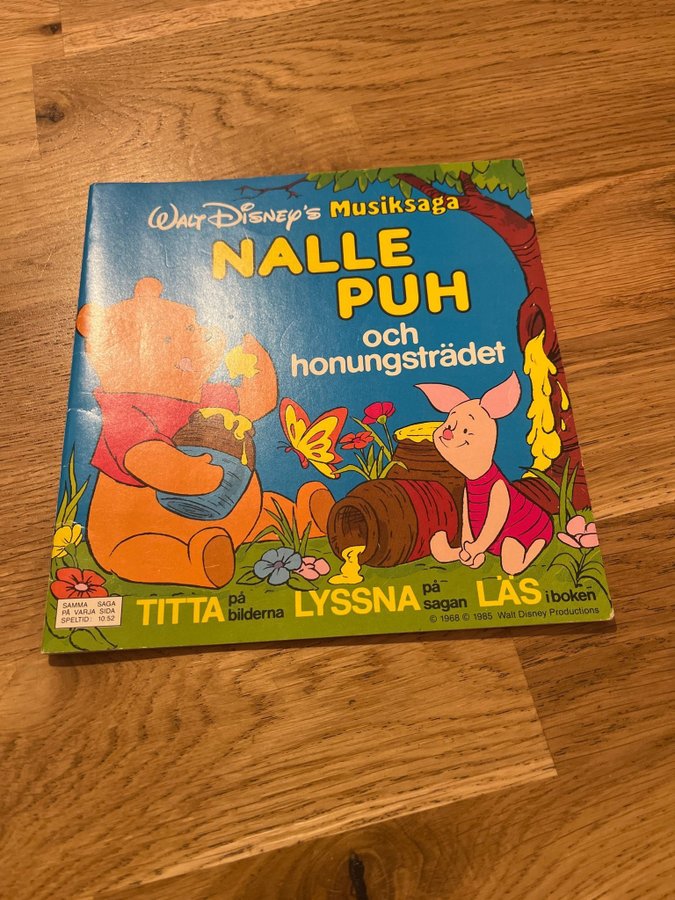 WALT DISNEY'S Musiksaga
NALLE
PUH
och
honungsträdet
SAMMA SAGA
PÅ VARJA SIDA
SPELTID: 10.52
TITTA på bilderna LYSSNA på sagan LÄS i boken
© 1968 © 1985 Walt Disney Productions